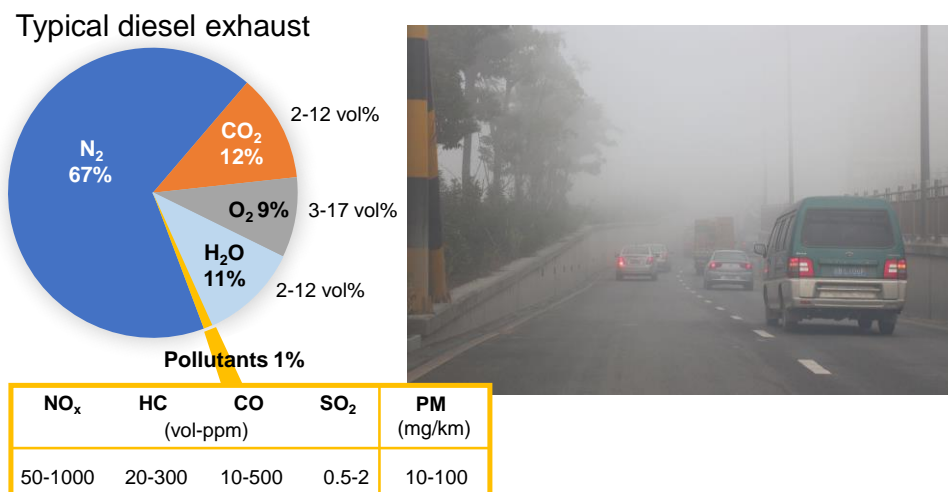 Typical diesel exhaust
N₂
67%
CO₂
12%
2-12 vol%
O₂ 9%
3-17 vol%
H₂O
11%
2-12 vol%
Pollutants 1%
NOₓ HC CO SO₂ PM
(vol-ppm) (mg/km)
50-1000 20-300 10-500 0.5-2 10-100